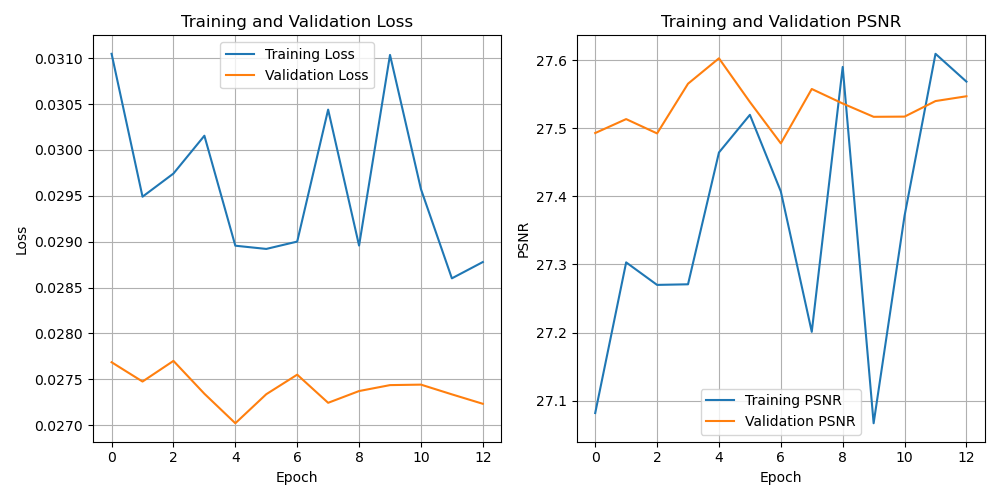 Training and Validation Loss
Training Loss
Validation Loss
0.0310
0.0305
0.0300
0.0295
0.0290
0.0285
0.0280
0.0275
0.0270
Loss
0 2 4 6 8 10 12
Epoch
Training and Validation PSNR
27.6
27.5
27.4
27.3
27.2
27.1
PSNR
Training PSNR
Validation PSNR
0 2 4 6 8 10 12
Epoch